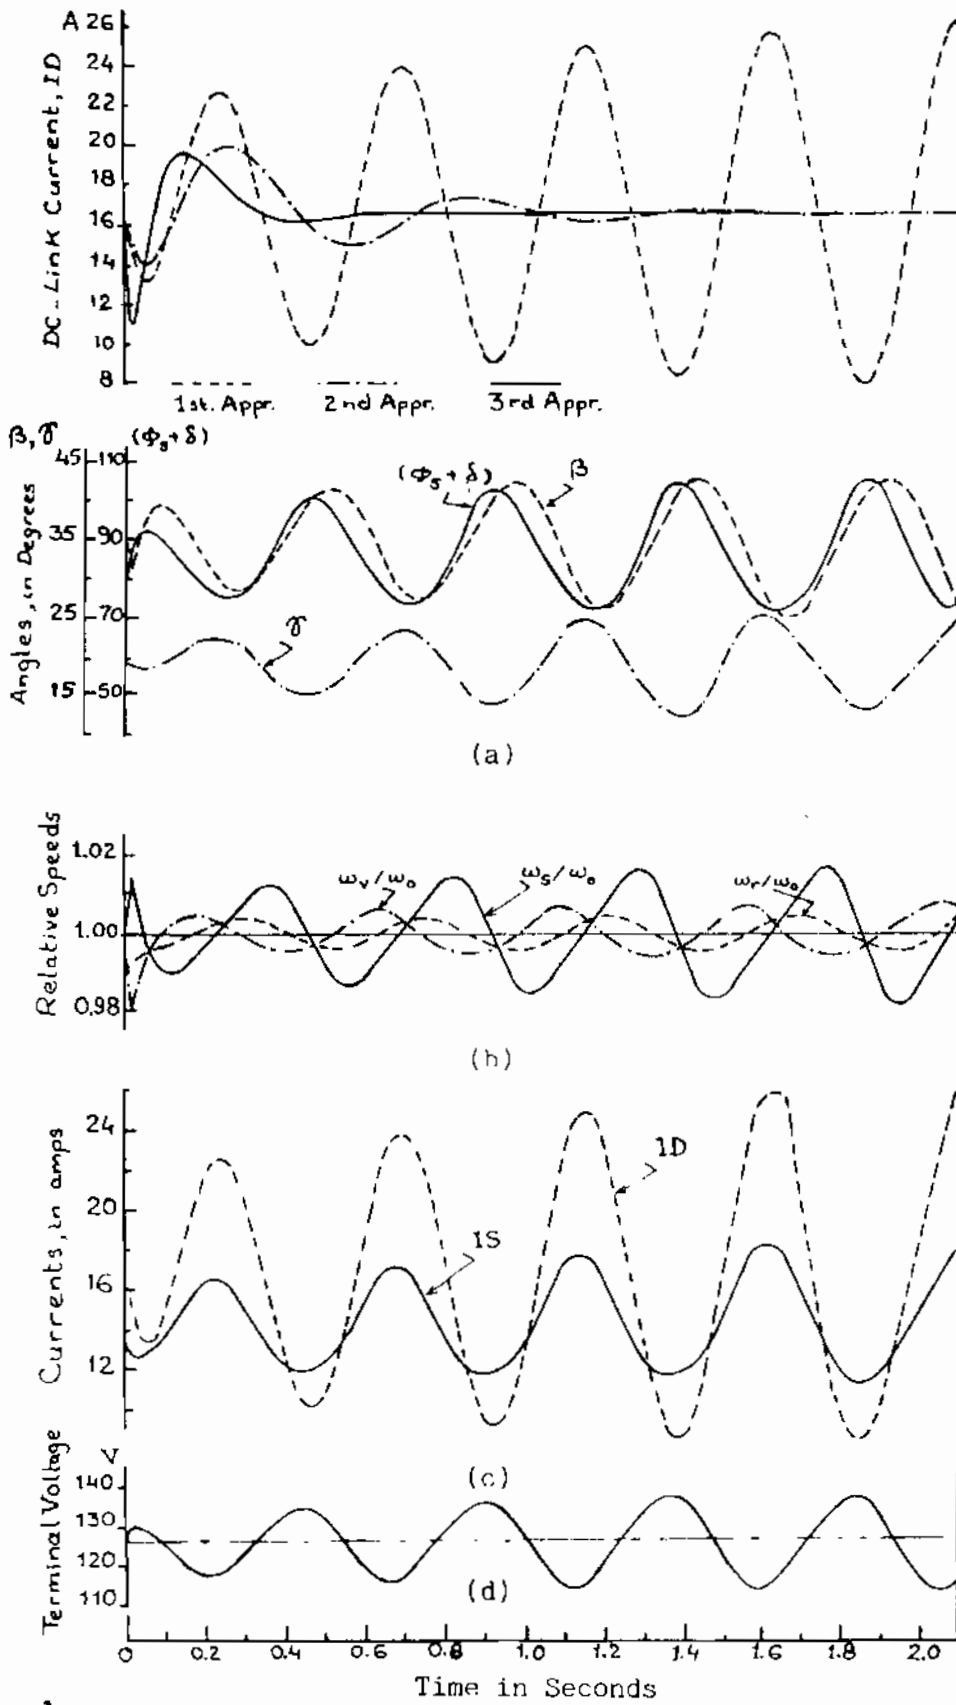 DC-Link Current, ID
A 26
24
22
20
18
16
14
12
10
8
1st. Appr.
2nd Appr.
3rd Appr.
β, γ
(Φs + δ)
Angles, in Degrees
45 110
35 90
25 70
15 50
(Φs + δ)
β
γ
(a)
Relative Speeds
1.02
1.00
0.98
ωv/ωo
ωs/ωo
ωr/ωo
(b)
Currents, in amps
24
20
16
12
1D
1S
(c)
Terminal Voltage
V
140
130
120
110
(d)
0 0.2 0.4 0.6 0.8 1.0 1.2 1.4 1.6 1.8 2.0
Time in Seconds